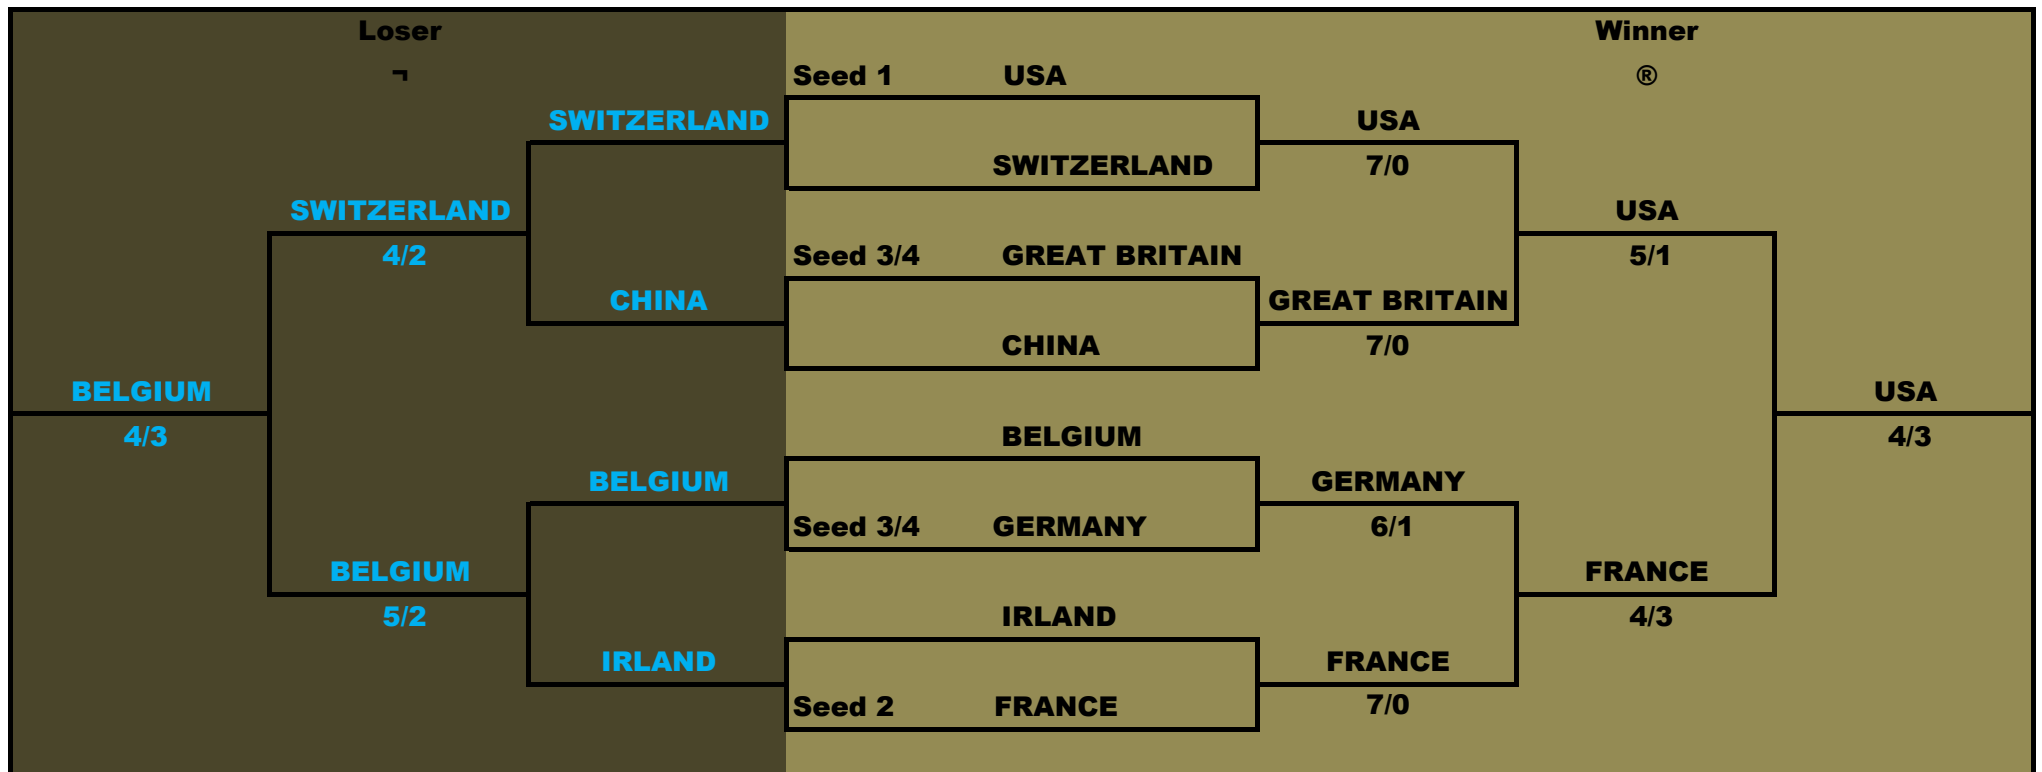 Loser Winner
¬ Seed 1 USA ®
SWITZERLAND USA
SWITZERLAND 7/0
SWITZERLAND USA
4/2 Seed 3/4 GREAT BRITAIN 5/1
CHINA GREAT BRITAIN
CHINA 7/0
BELGIUM USA
4/3 BELGIUM 4/3
BELGIUM GERMANY
Seed 3/4 GERMANY 6/1
BELGIUM FRANCE
5/2 IRLAND 4/3
IRLAND FRANCE
Seed 2 FRANCE 7/0